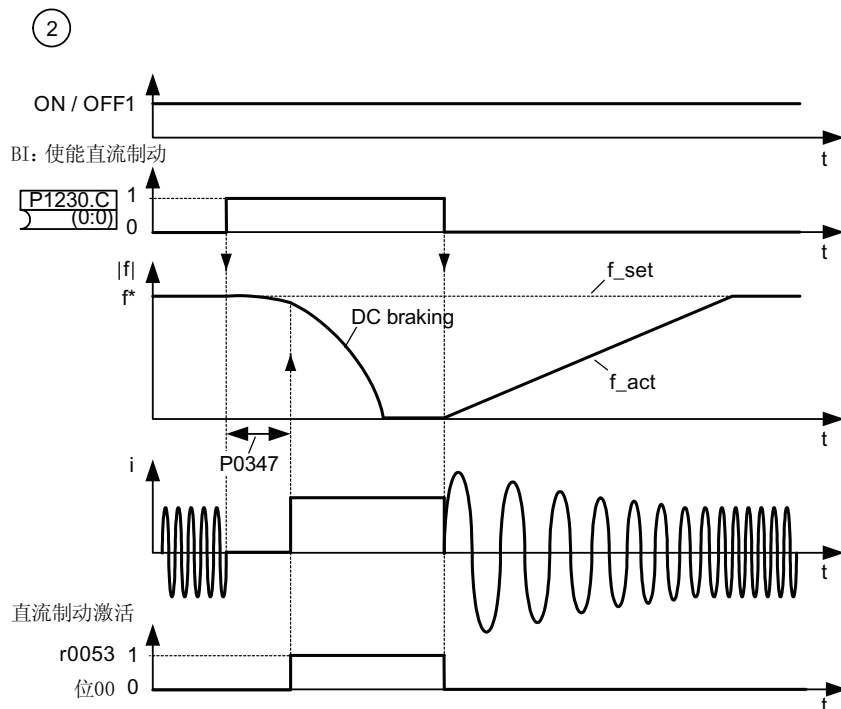 2
ON / OFF1
t
BI: 使能直流制动
P1230.C
(0:0)
1
0
t
|f|
f*
f_set
DC braking
f_act
t
P0347
i
t
直流制动激活
r0053 1
位00 0
t